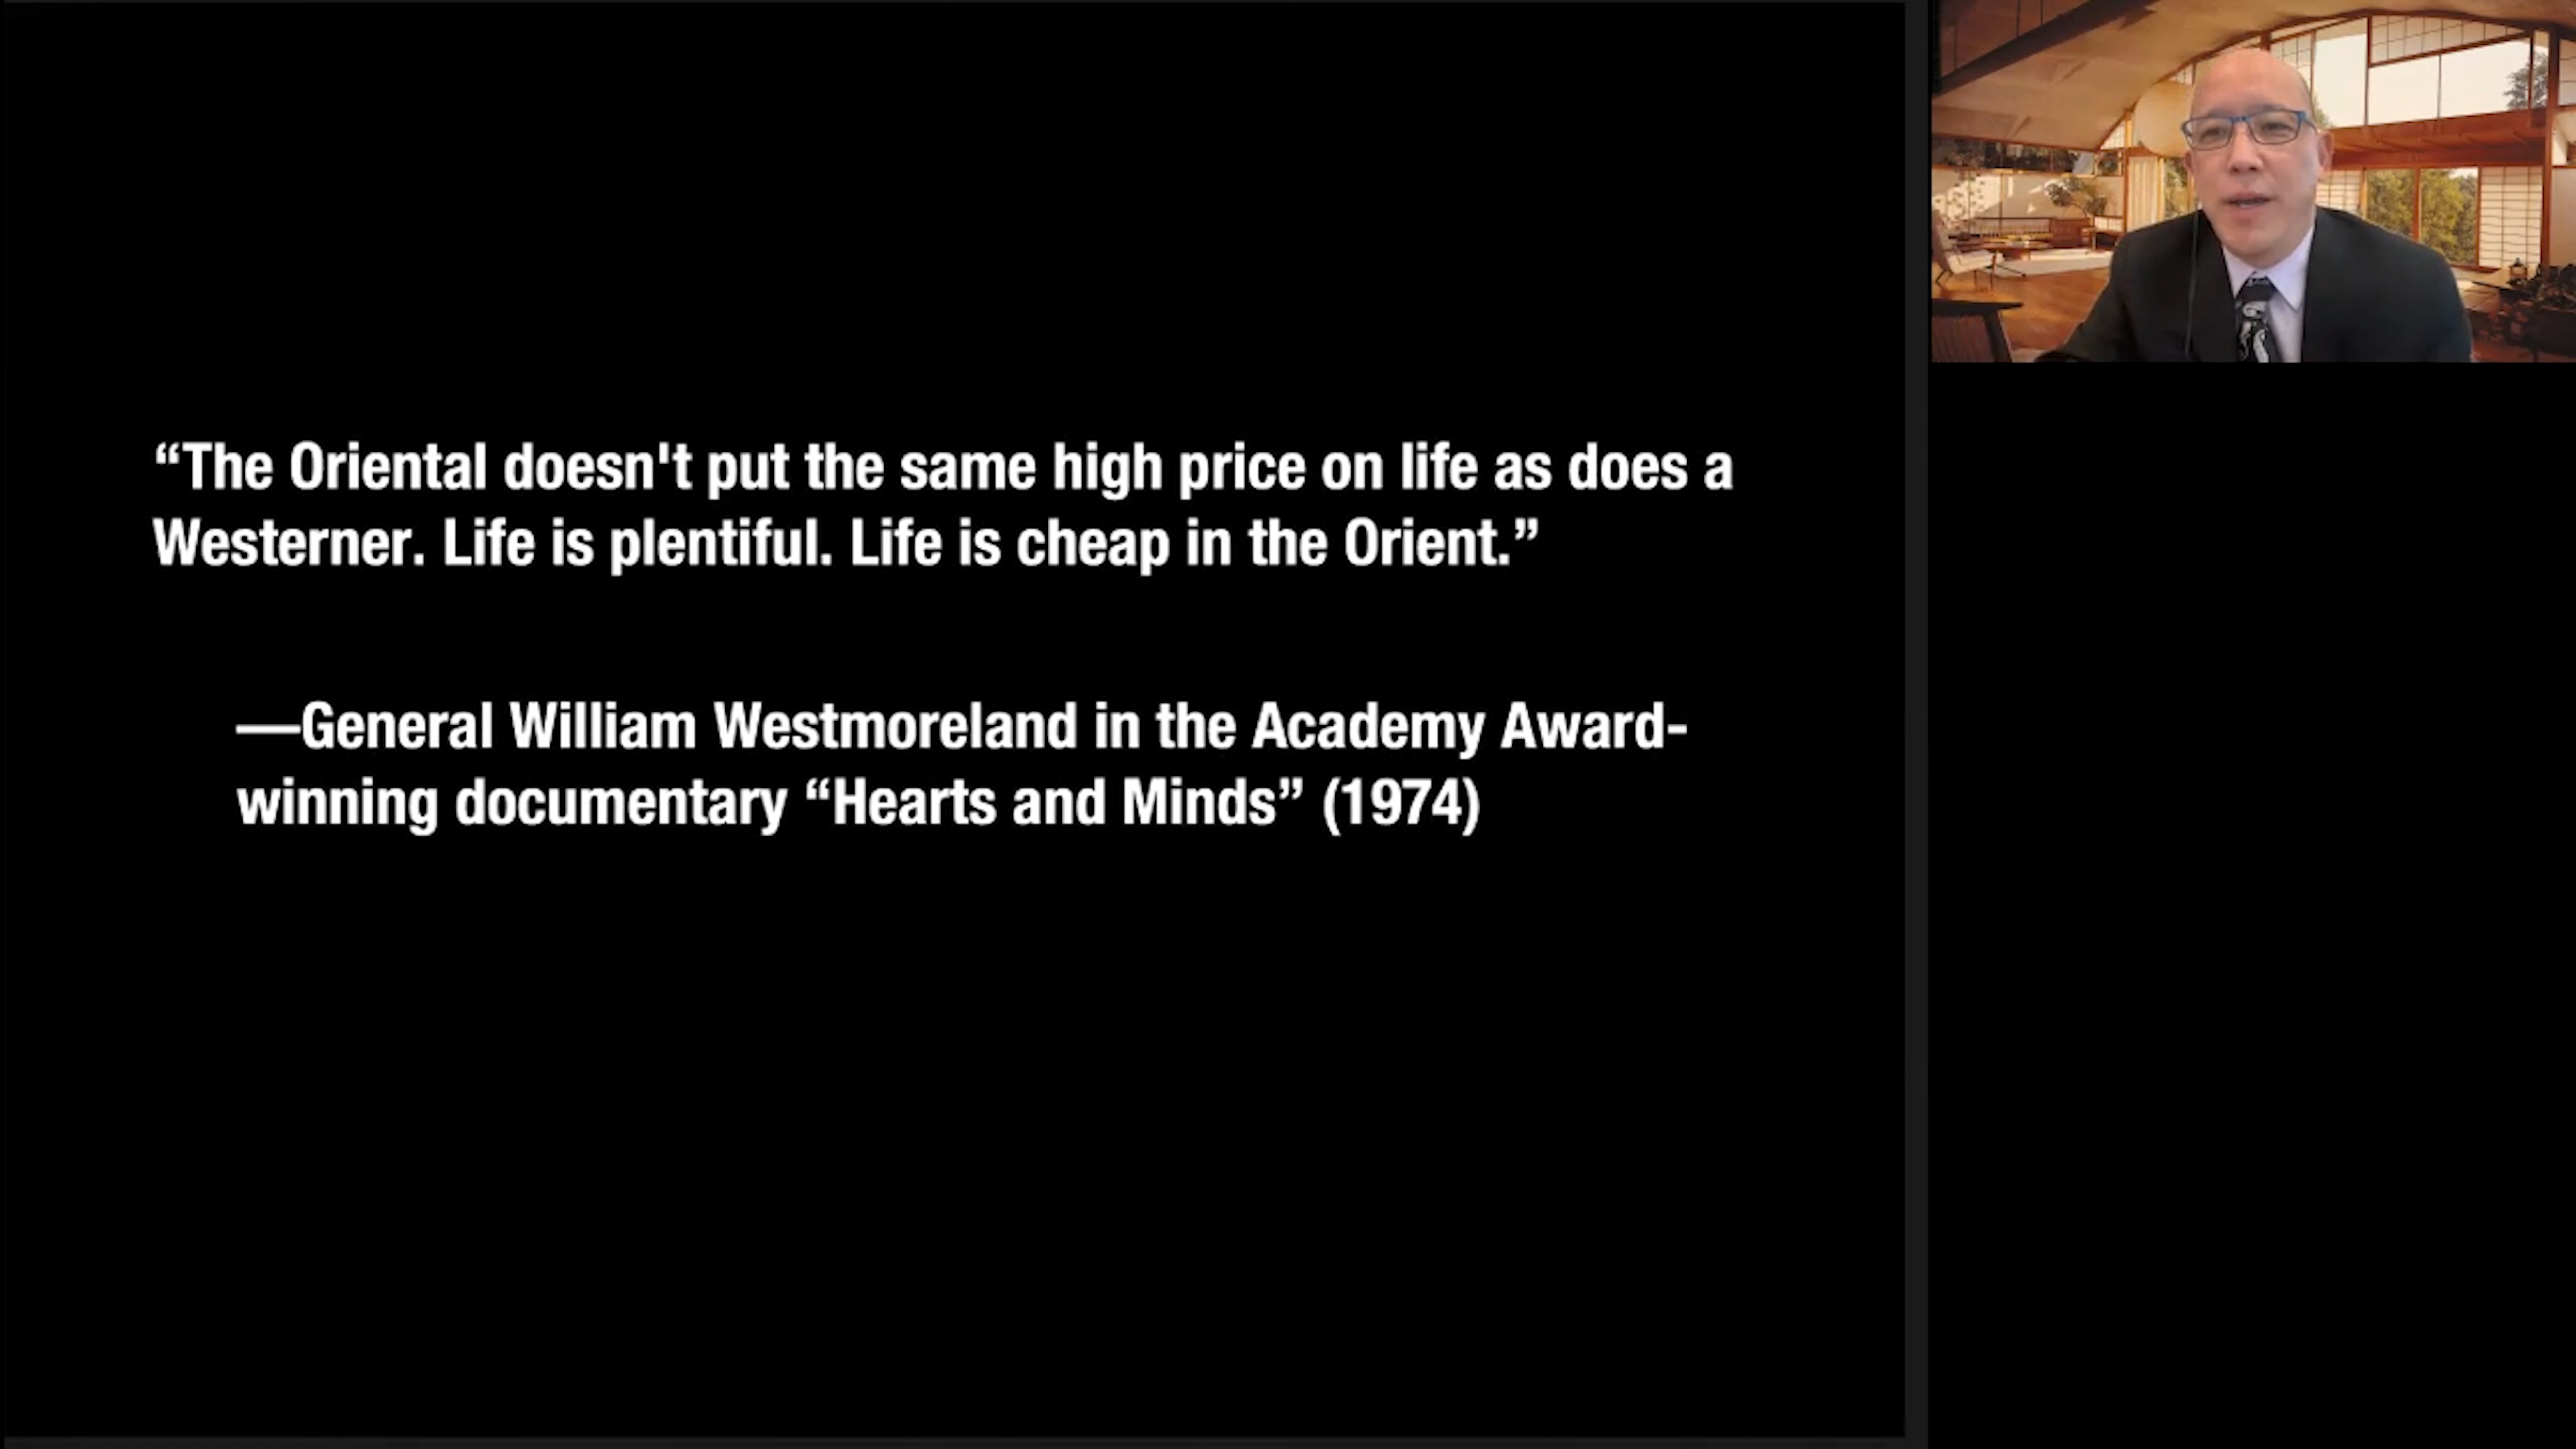 “The Oriental doesn't put the same high price on life as does a
Westerner. Life is plentiful. Life is cheap in the Orient.”
—General William Westmoreland in the Academy Award-
winning documentary “Hearts and Minds” (1974)